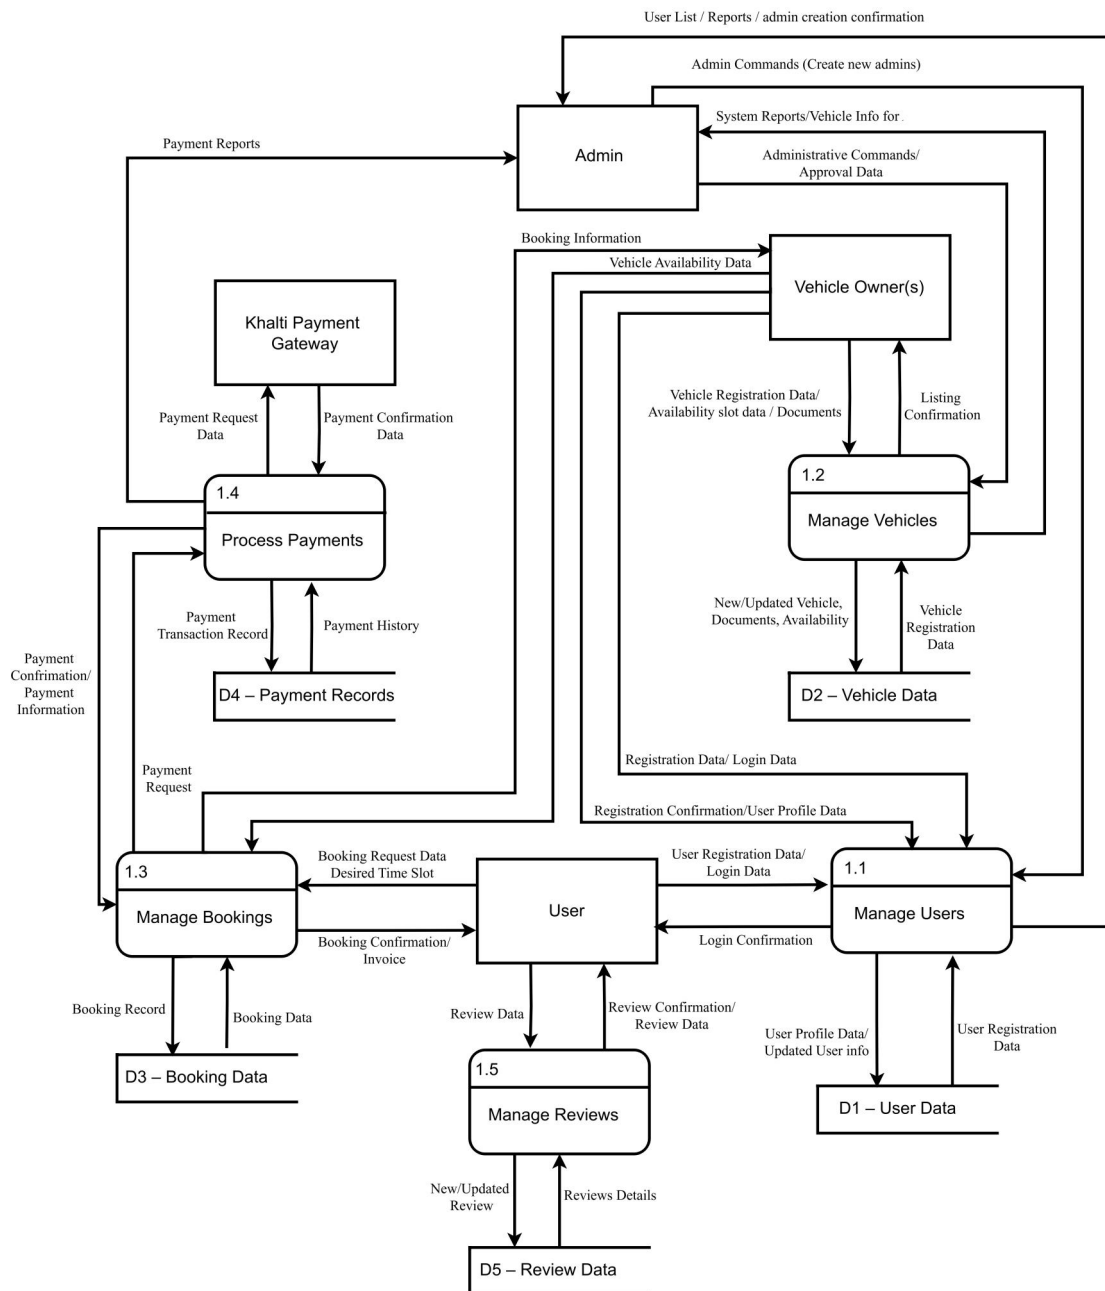 User List / Reports / admin creation confirmation
Admin Commands (Create new admins)
System Reports/Vehicle Info for .
Payment Reports
Admin
Administrative Commands/
Approval Data
Booking Information
Vehicle Availability Data
Vehicle Owner(s)
Khalti Payment
Gateway
Payment Request
Data
Payment Confirmation
Data
Vehicle Registration Data/
Availability slot data / Documents
Listing
Confirmation
1.4
Process Payments
1.2
Manage Vehicles
Payment
Transaction Record
Payment History
New/Updated Vehicle,
Documents, Availability
Vehicle
Registration
Data
Payment
Confrimation/
Payment
Information
D4 – Payment Records
D2 – Vehicle Data
Payment
Request
Registration Data/ Login Data
Registration Confirmation/User Profile Data
1.3
Manage Bookings
Booking Request Data
Desired Time Slot
User
User Registration Data/
Login Data
1.1
Manage Users
Booking Confirmation/
Invoice
Login Confirmation
Booking Record
Booking Data
Review Data
Review Confirmation/
Review Data
User Profile Data/
Updated User info
User Registration
Data
D3 – Booking Data
1.5
Manage Reviews
D1 – User Data
New/Updated
Review
Reviews Details
D5 – Review Data